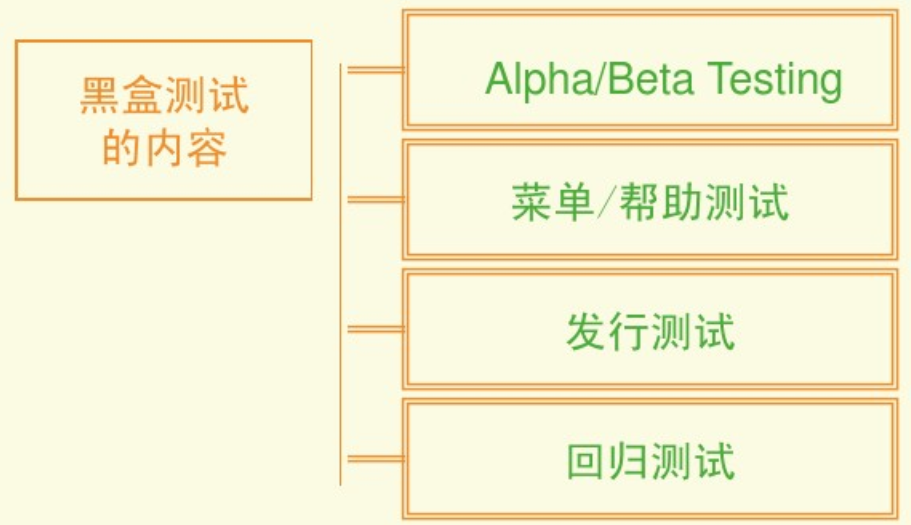 黑盒测试
的内容
Alpha/Beta Testing
菜单/帮助测试
发行测试
回归测试